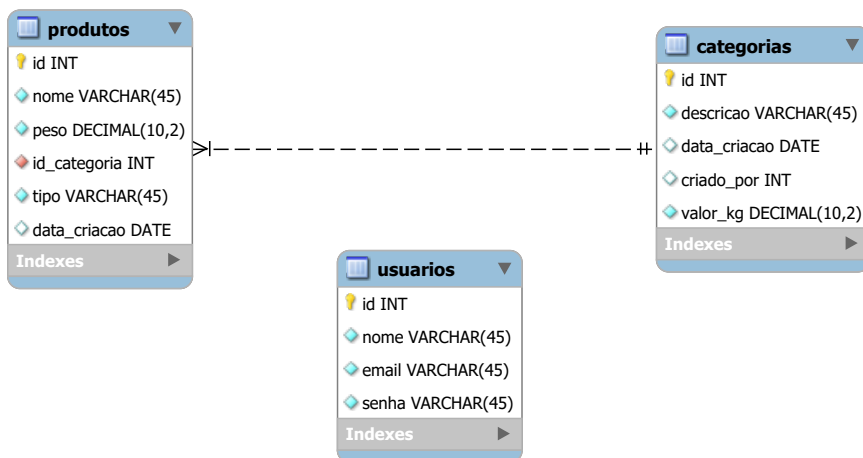 produtos
id INT
nome VARCHAR(45)
peso DECIMAL(10,2)
id_categoria INT
tipo VARCHAR(45)
data_criacao DATE
Indexes
categorias
id INT
descricao VARCHAR(45)
data_criacao DATE
criado_por INT
valor_kg DECIMAL(10,2)
Indexes
usuarios
id INT
nome VARCHAR(45)
email VARCHAR(45)
senha VARCHAR(45)
Indexes